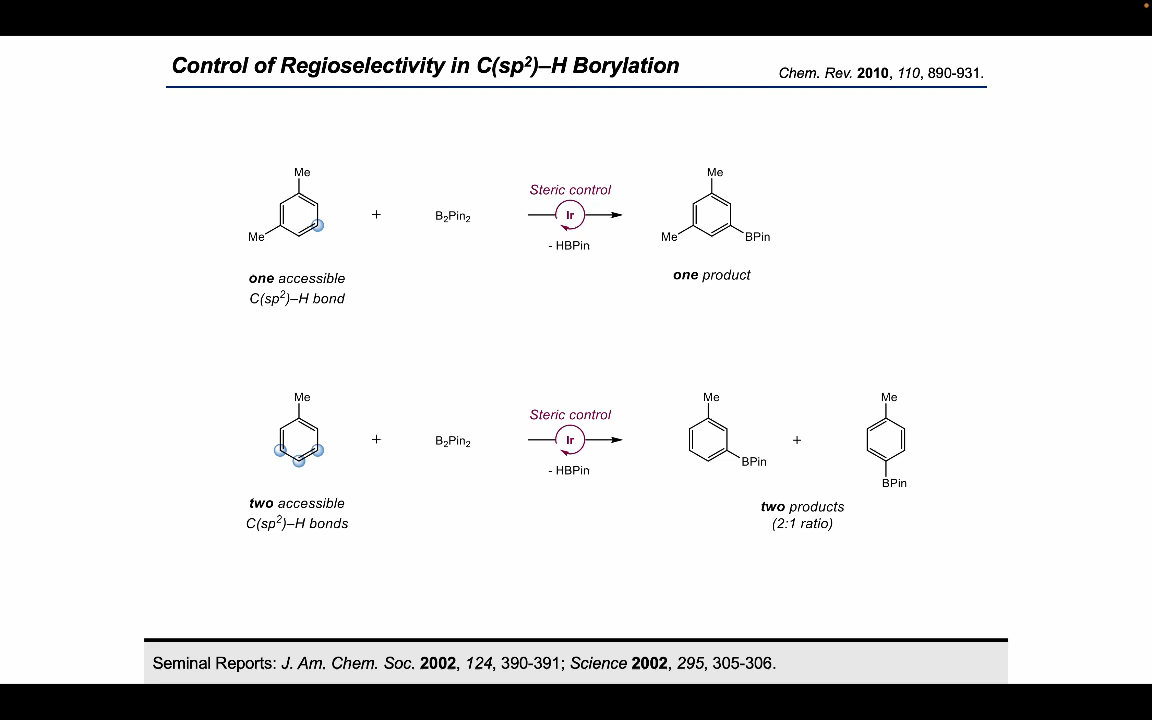 Control of Regioselectivity in C(sp²)–H Borylation
Chem. Rev. 2010, 110, 890-931.
Me
Me
+
B₂Pin₂
Steric control
Ir
- HBPin
Me
Me
BPin
one accessible
C(sp²)–H bond
one product
Me
+
B₂Pin₂
Steric control
Ir
- HBPin
Me
BPin
+
Me
BPin
two accessible
C(sp²)–H bonds
two products
(2:1 ratio)
Seminal Reports: J. Am. Chem. Soc. 2002, 124, 390-391; Science 2002, 295, 305-306.